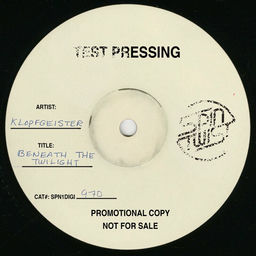 TEST PRESSING
ARTIST:
KLOPFGEISTER
TITLE:
BENEATH THE
TWILIGHT
CAT#: SPN1DIGI 970
PROMOTIONAL COPY
NOT FOR SALE